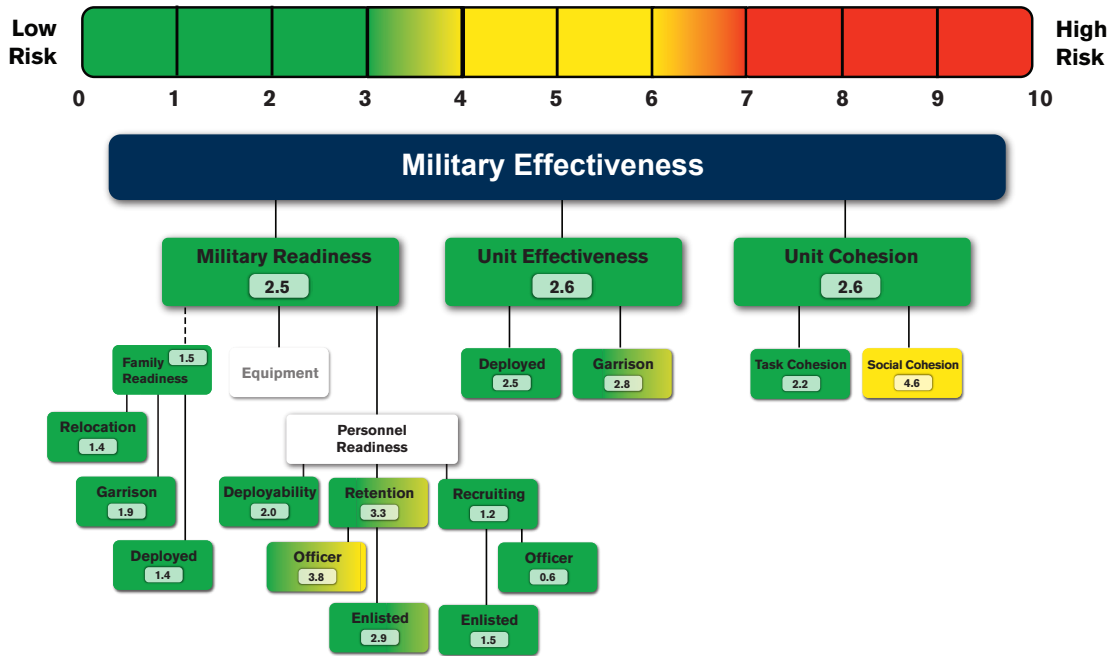 Low
Risk
High
Risk
0 1 2 3 4 5 6 7 8 9 10
Military Effectiveness
Military Readiness
2.5
Unit Effectiveness
2.6
Unit Cohesion
2.6
Family
Readiness
1.5
Equipment
Deployed
2.5
Garrison
2.8
Task Cohesion
2.2
Social Cohesion
4.6
Relocation
1.4
Personnel
Readiness
Garrison
1.9
Deployability
2.0
Retention
3.3
Recruiting
1.2
Deployed
1.4
Officer
3.8
Officer
0.6
Enlisted
2.9
Enlisted
1.5